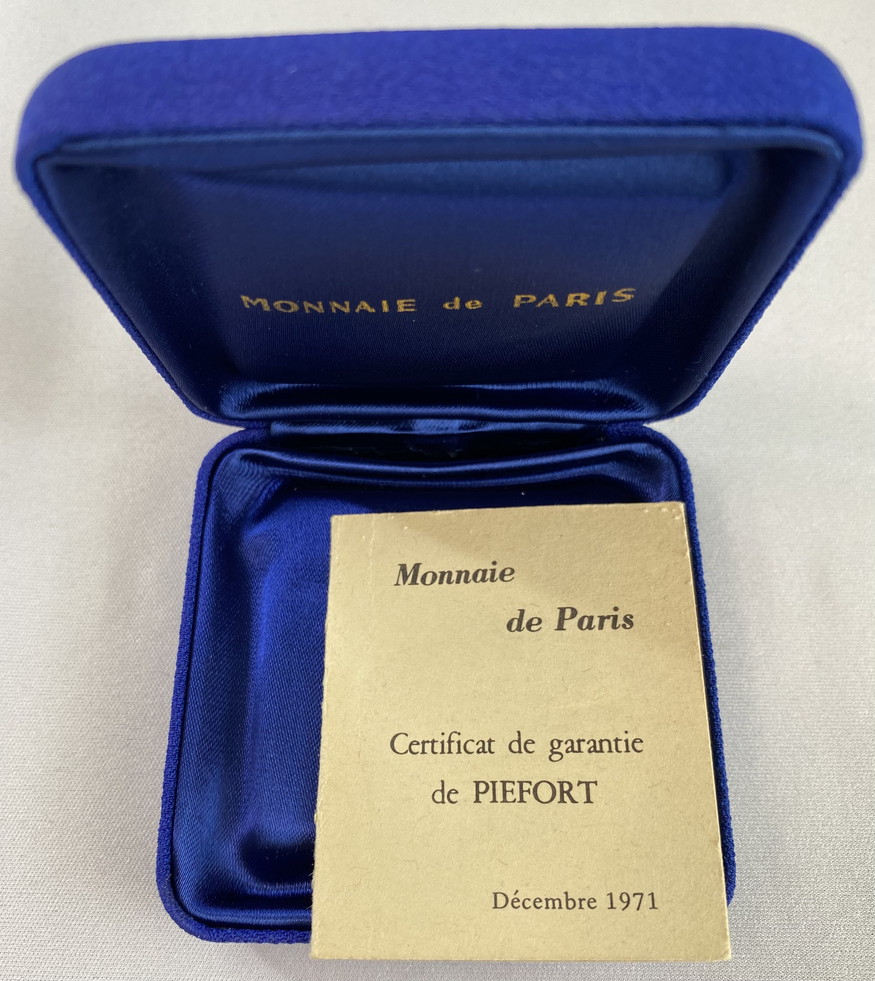 MONNAIE de PARIS
Monnaie
de Paris
Certificat de garantie
de PIEFORT
Décembre 1971